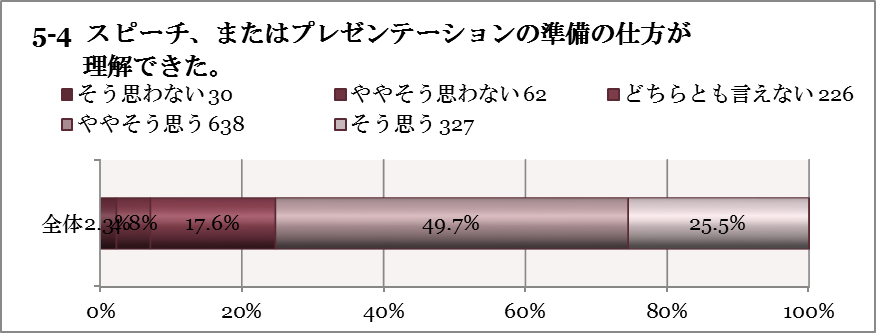 5-4 スピーチ、またはプレゼンテーションの準備の仕方が
理解できた。
そう思わない 30 ややそう思わない 62 どちらとも言えない 226
ややそう思う 638 そう思う 327
全体 2.3% 4.8% 17.6% 49.7% 25.5%
0% 20% 40% 60% 80% 100%